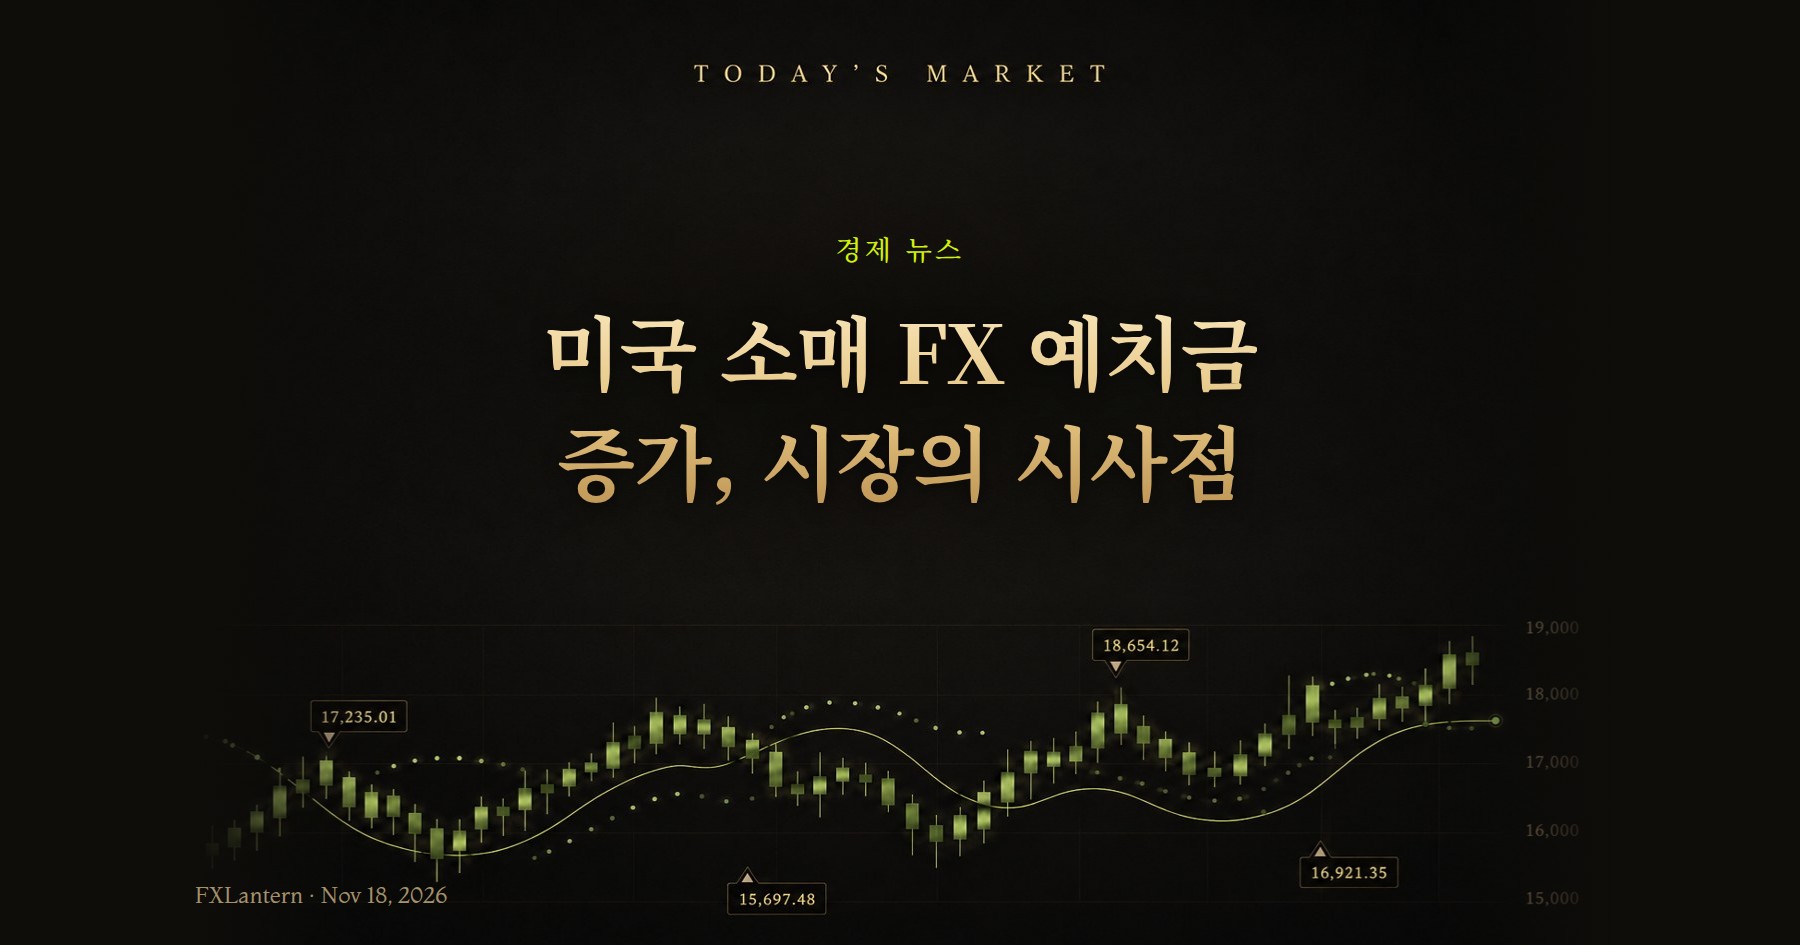 TODAY’S MARKET
경제 뉴스
미국 소매 FX 예치금
증가, 시장의 시사점
19,000
18,654.12
18,000
17,235.01
17,000
16,000
16,921.35
15,697.48
15,000
FXLantern · Nov 18, 2026